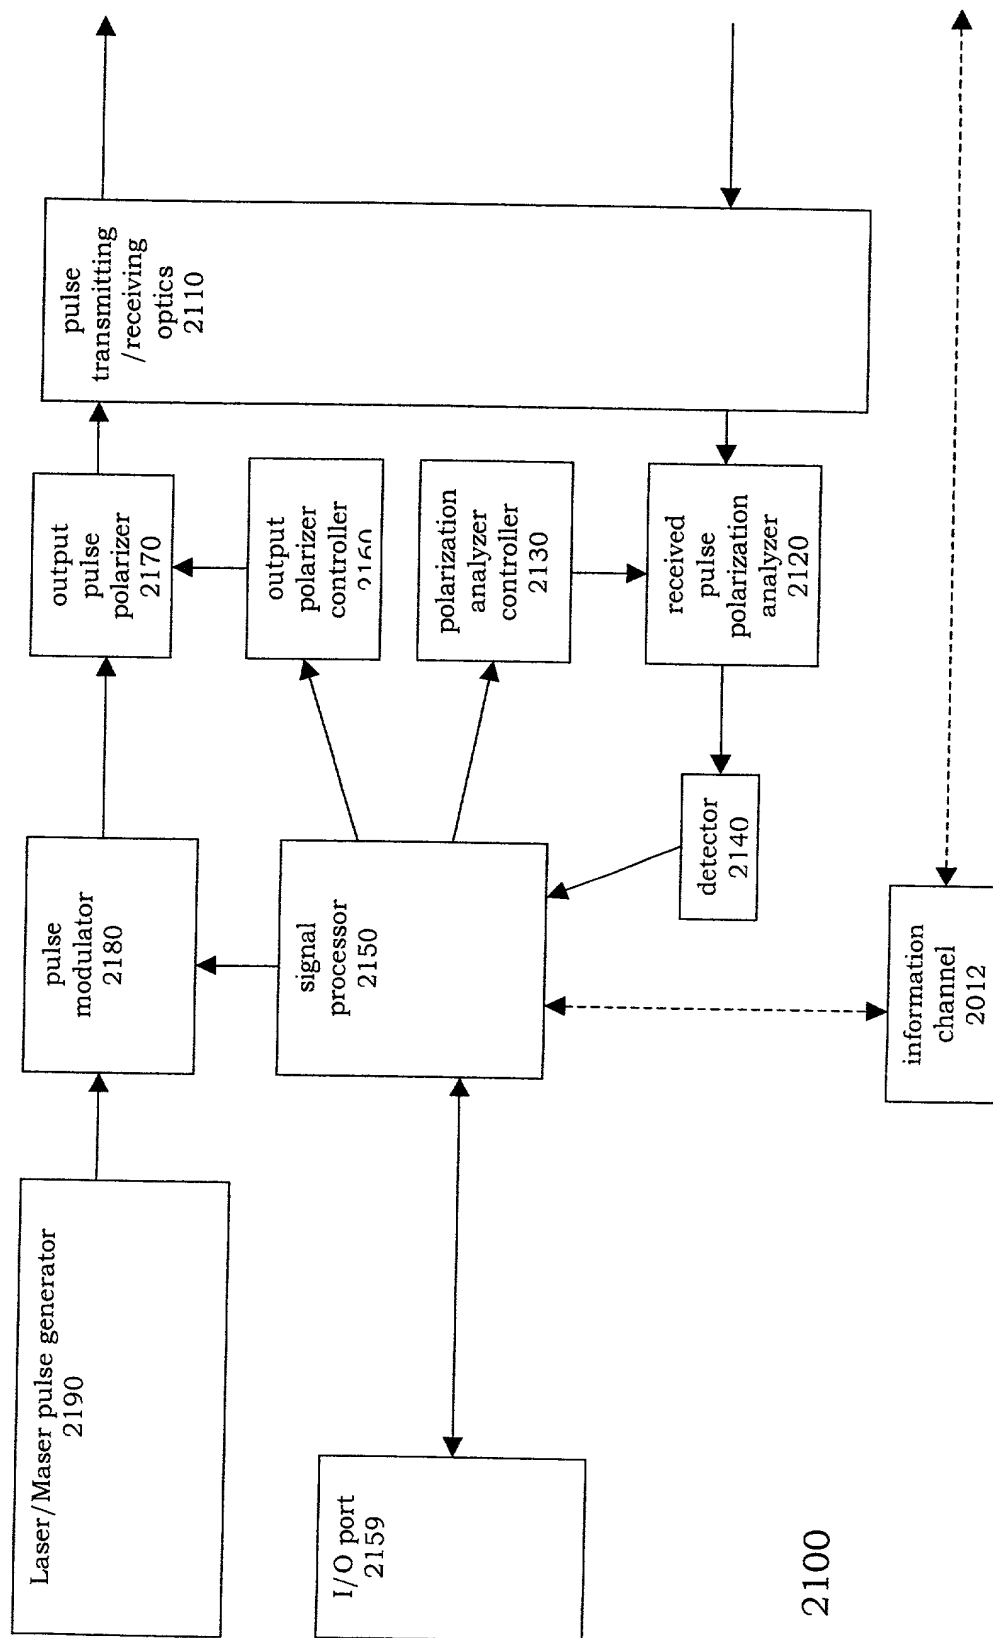 Laser/Maser pulse generator
2190
pulse
modulator
2180
output
pulse
polarizer
2170
pulse
transmitting
/receiving
optics
2110
I/O port
2159
signal
processor
2150
output
polarizer
controller
2160
polarization
analyzer
controller
2130
received
pulse
polarization
analyzer
2120
detector
2140
information
channel
2012
2100